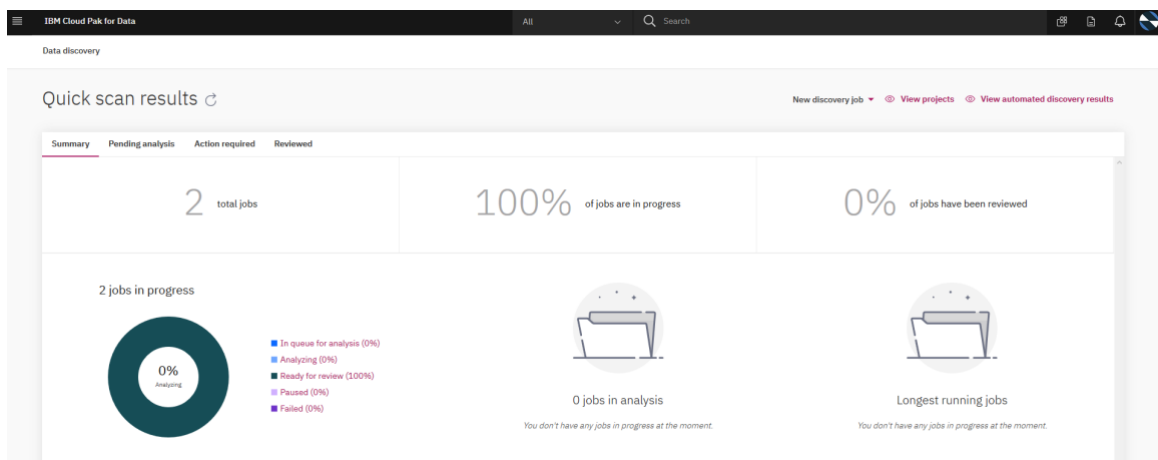 IBM Cloud Pak for Data
All
Search
Data discovery
Quick scan results
New discovery job
View projects
View automated discovery results
Summary
Pending analysis
Action required
Reviewed
2 total jobs
100% of jobs are in progress
0% of jobs have been reviewed
2 jobs in progress
0%
Analyzing
In queue for analysis (0%)
Analyzing (0%)
Ready for review (100%)
Paused (0%)
Failed (0%)
0 jobs in analysis
You don't have any jobs in progress at the moment.
Longest running jobs
You don't have any jobs in progress at the moment.